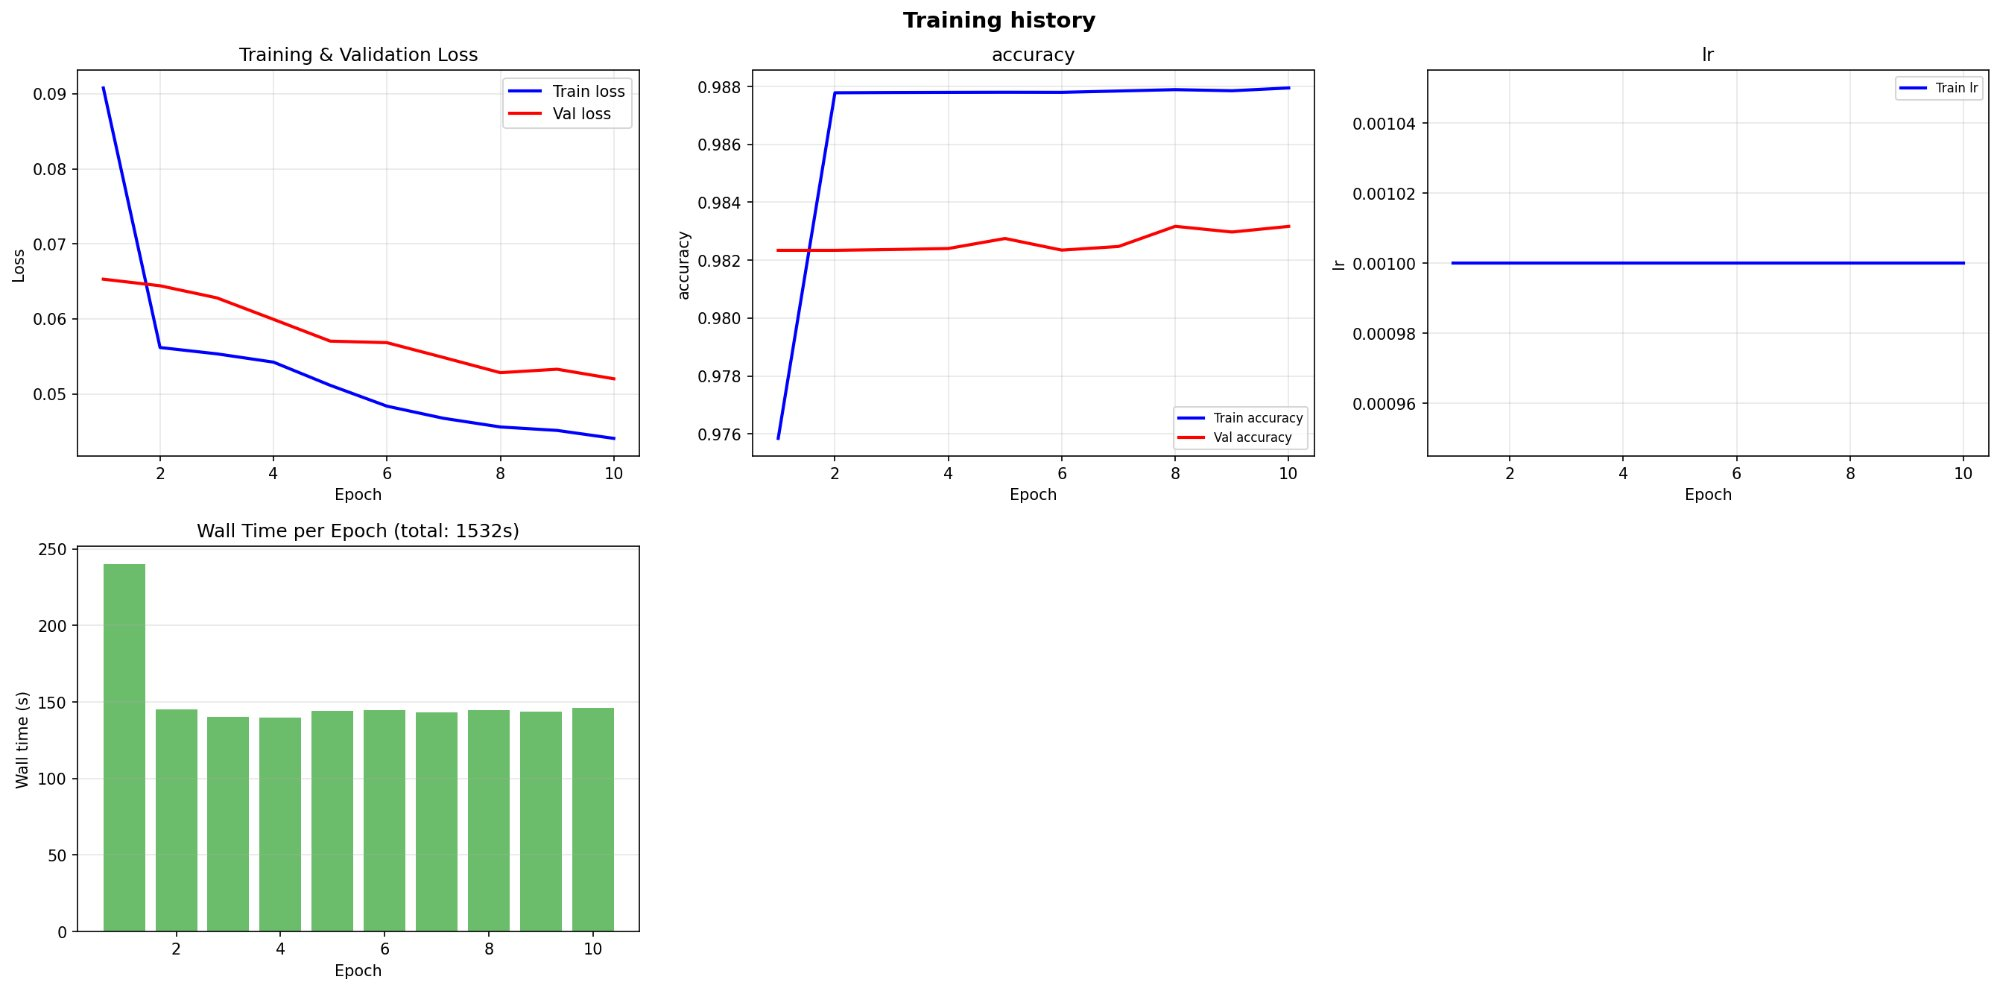 Training history
Training & Validation Loss
Loss
0.09
0.08
0.07
0.06
0.05
Train loss
Val loss
2 4 6 8 10
Epoch
accuracy
accuracy
0.988
0.986
0.984
0.982
0.980
0.978
0.976
Train accuracy
Val accuracy
2 4 6 8 10
Epoch
lr
lr
0.00104
0.00102
0.00100
0.00098
0.00096
Train lr
2 4 6 8 10
Epoch
Wall Time per Epoch (total: 1532s)
Wall time (s)
250
200
150
100
50
0
2 4 6 8 10
Epoch